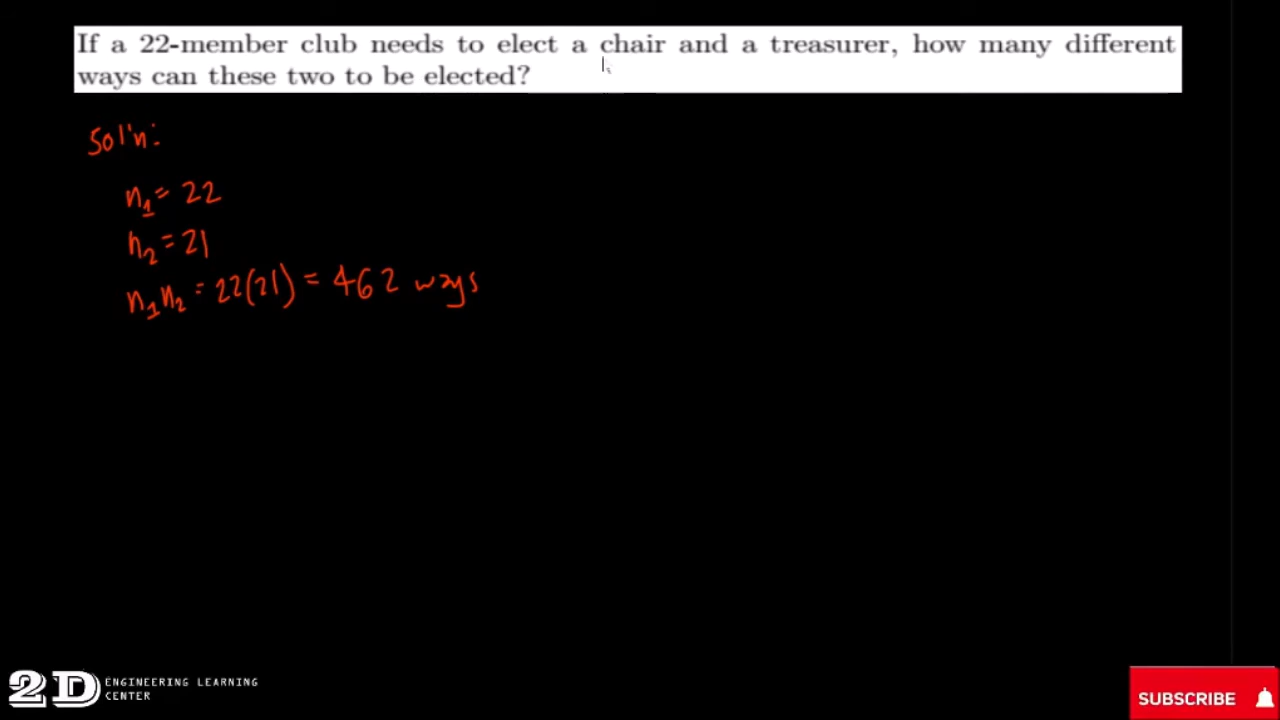 If a 22-member club needs to elect a chair and a treasurer, how many different
ways can these two to be elected?
Sol'n:
n₁ = 22
n₂ = 21
n₁n₂ = 22(21) = 462 ways
2D ENGINEERING LEARNING
CENTER
SUBSCRIBE